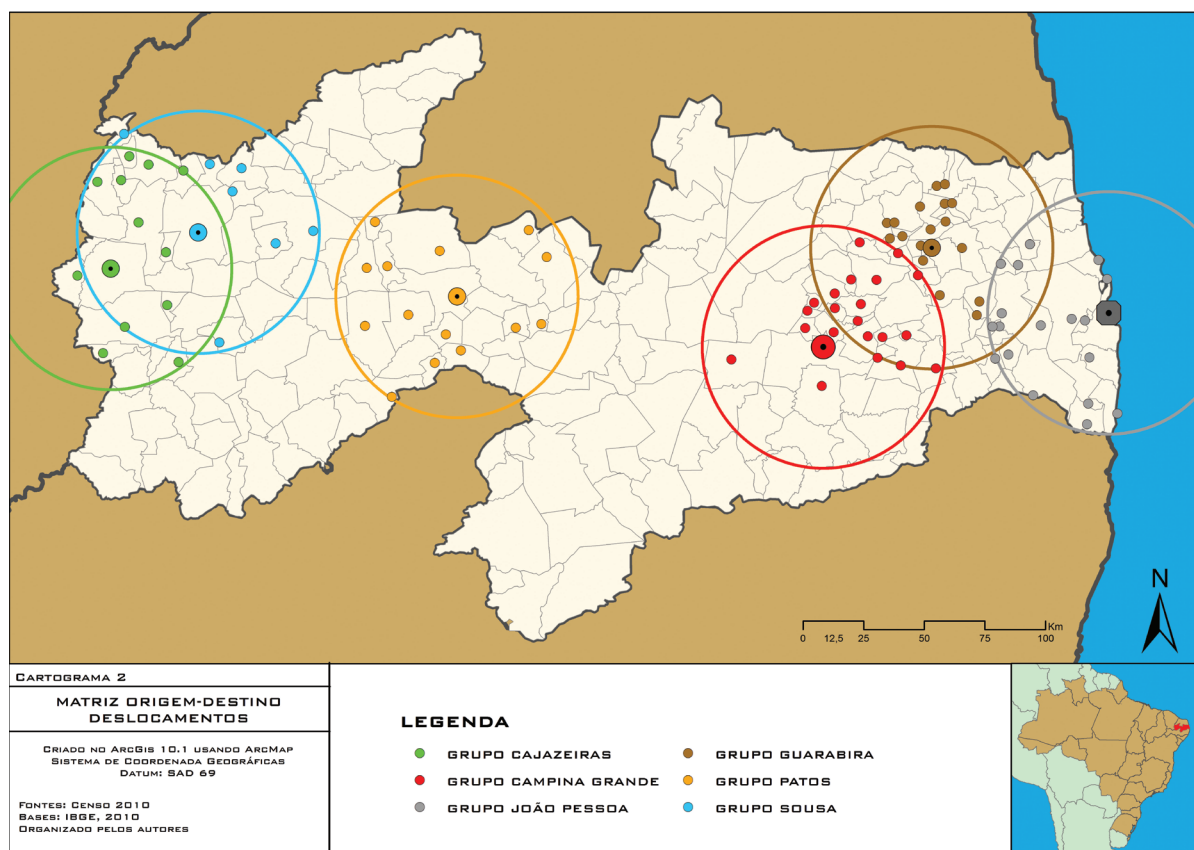 N
Km
0 12,5 25 50 75 100
CARTOGRAMA 2
MATRIZ ORIGEM-DESTINO
DESLOCAMENTOS
CRIADO NO ARCGIS 10.1 USANDO ARCMAP
SISTEMA DE COORDENADA GEOGRÁFICAS
DATUM: SAD 69
FONTES: CENSO 2010
BASES: IBGE, 2010
ORGANIZADO PELOS AUTORES
LEGENDA
GRUPO CAJAZEIRAS
GRUPO CAMPINA GRANDE
GRUPO JOÃO PESSOA
GRUPO GUARABIRA
GRUPO PATOS
GRUPO SOUSA